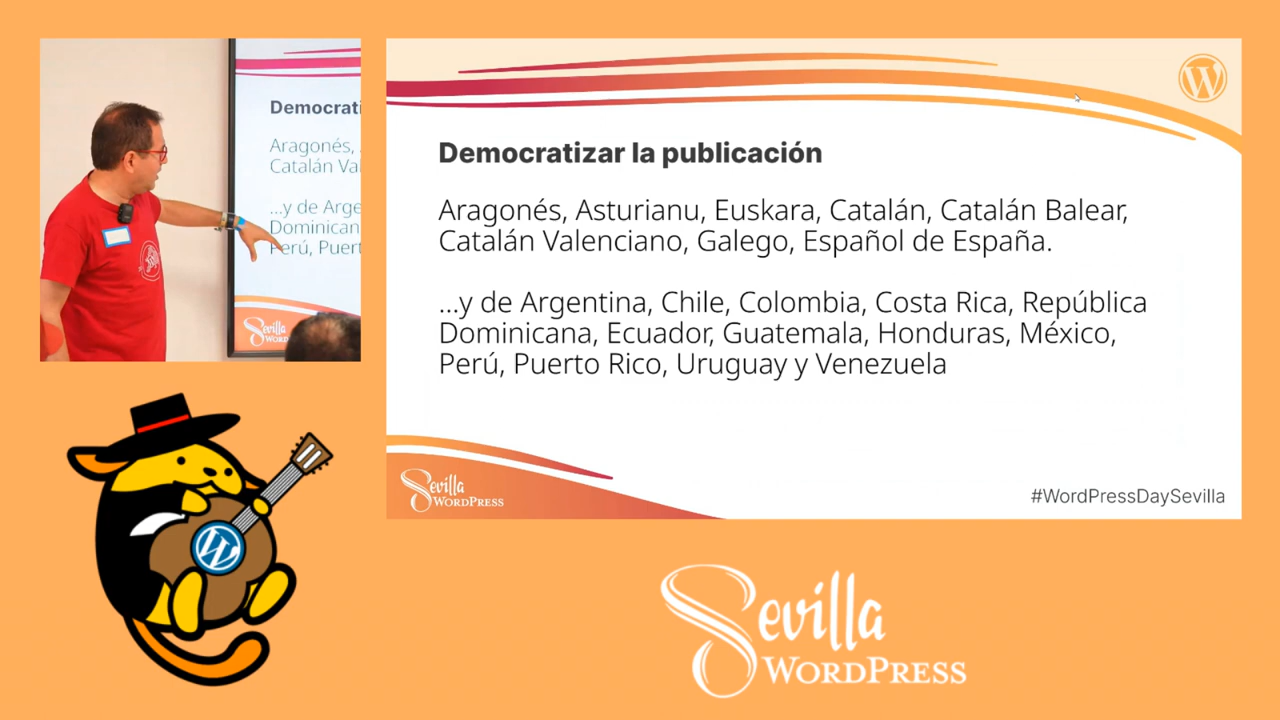 Democrati
Aragonés,
Catalán Va
...y de Arge
Dominican
Perú, Puert
Sevilla
WORD
Democratizar la publicación
Aragonés, Asturianu, Euskara, Catalán, Catalán Balear,
Catalán Valenciano, Galego, Español de España.
...y de Argentina, Chile, Colombia, Costa Rica, República
Dominicana, Ecuador, Guatemala, Honduras, México,
Perú, Puerto Rico, Uruguay y Venezuela
Sevilla
WORDPRESS
#WordPressDaySevilla
Sevilla
WORDPRESS